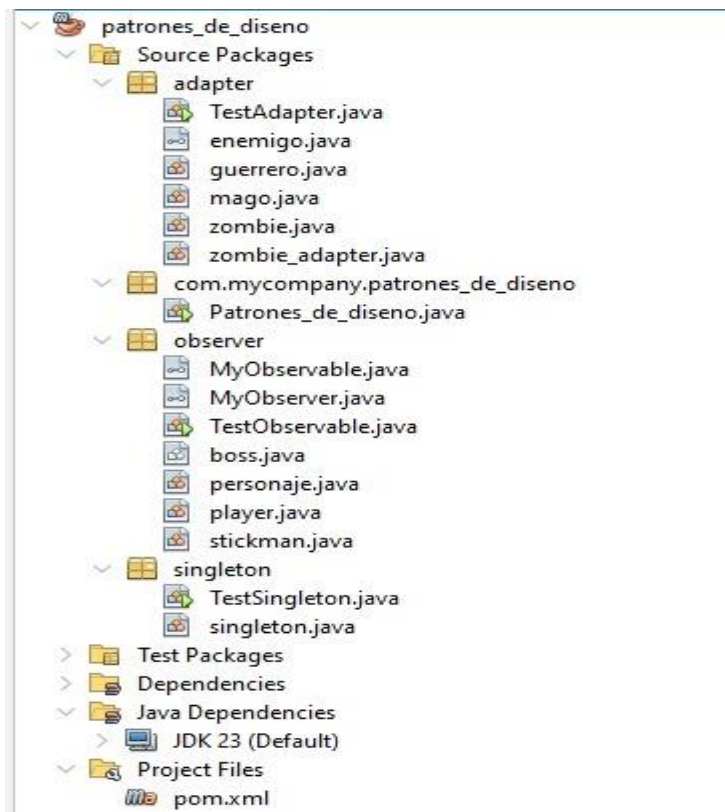 patrones_de_diseno
Source Packages
adapter
TestAdapter.java
enemigo.java
guerrero.java
mago.java
zombie.java
zombie_adapter.java
com.mycompany.patrones_de_diseno
Patrones_de_diseno.java
observer
MyObservable.java
MyObserver.java
TestObservable.java
boss.java
personaje.java
player.java
stickman.java
singleton
TestSingleton.java
singleton.java
Test Packages
Dependencies
Java Dependencies
JDK 23 (Default)
Project Files
pom.xml